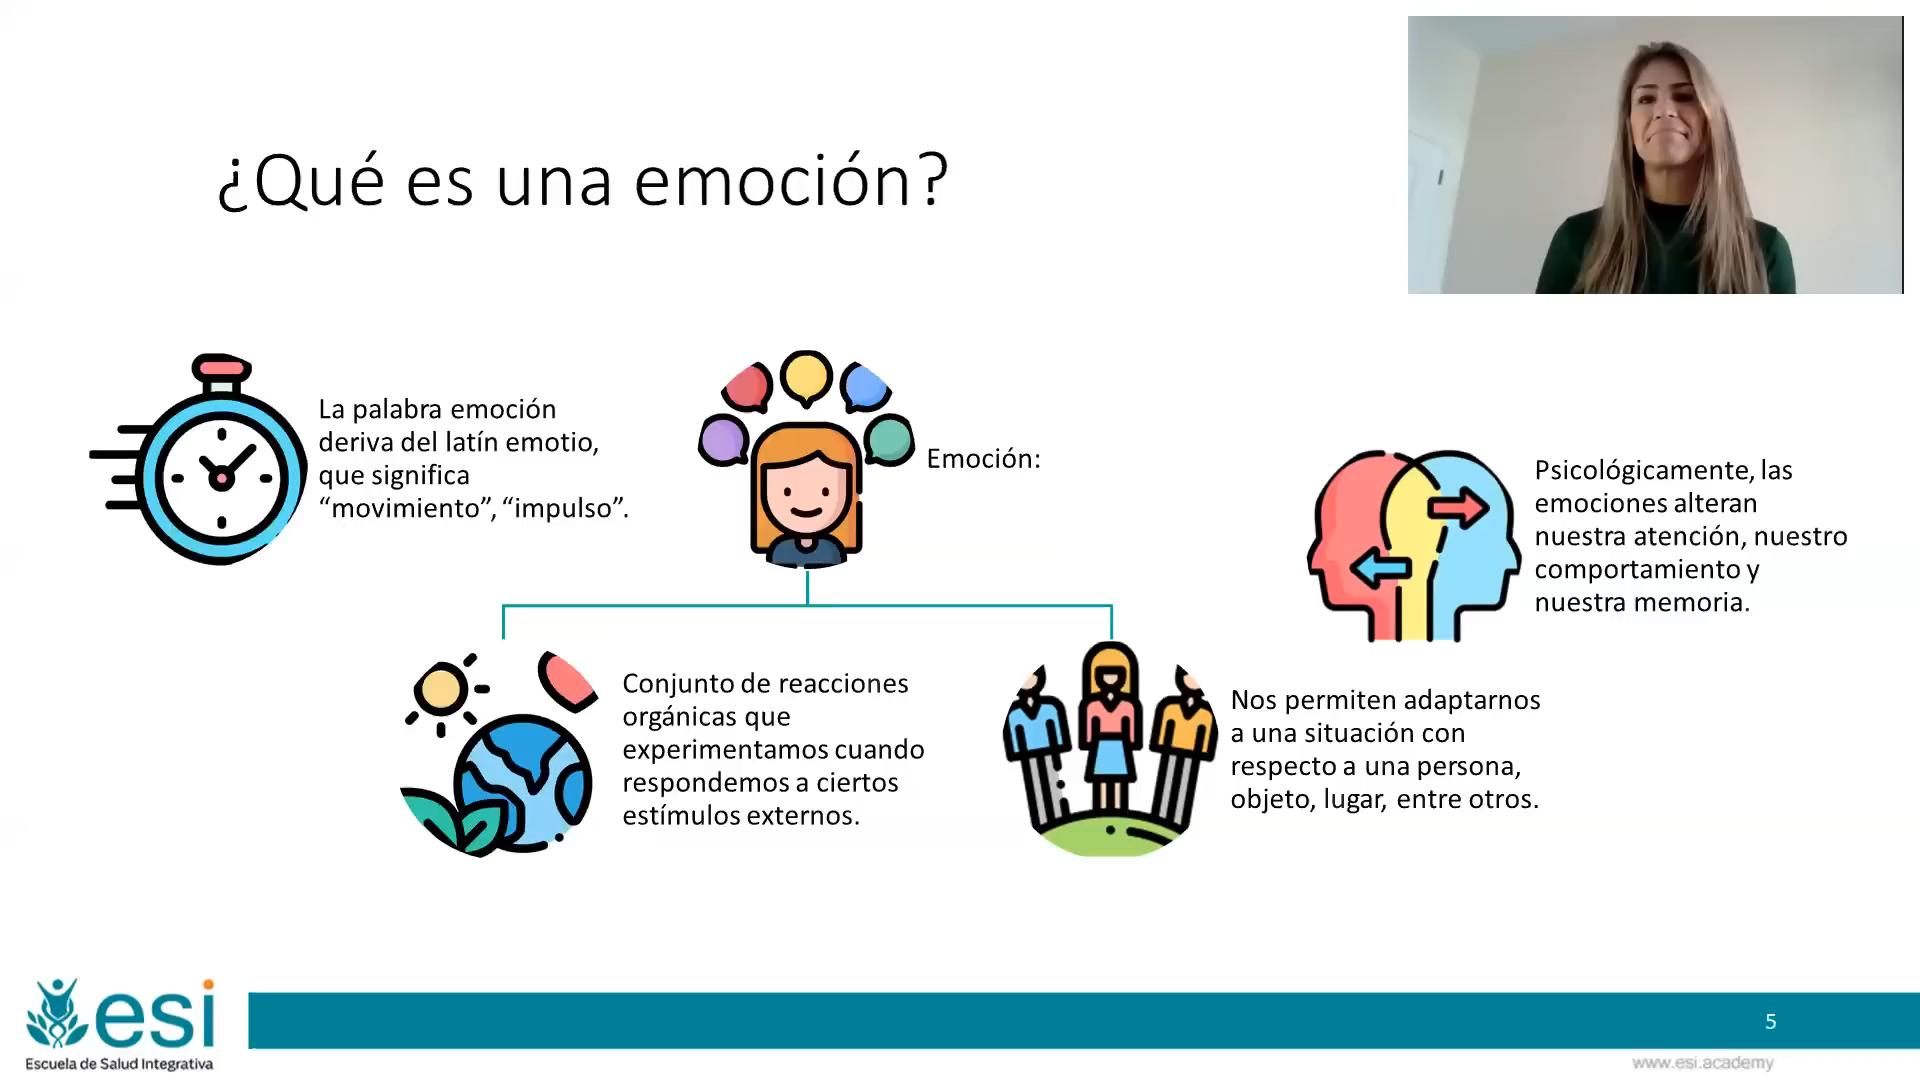 ¿Qué es una emoción?
La palabra emoción
deriva del latín emotio,
que significa
“movimiento”, “impulso”.
Emoción:
Conjunto de reacciones
orgánicas que
experimentamos cuando
respondemos a ciertos
estímulos externos.
Nos permiten adaptarnos
a una situación con
respecto a una persona,
objeto, lugar, entre otros.
Psicológicamente, las
emociones alteran
nuestra atención, nuestro
comportamiento y
nuestra memoria.
esi
Escuela de Salud Integrativa
5
www.esi.academy